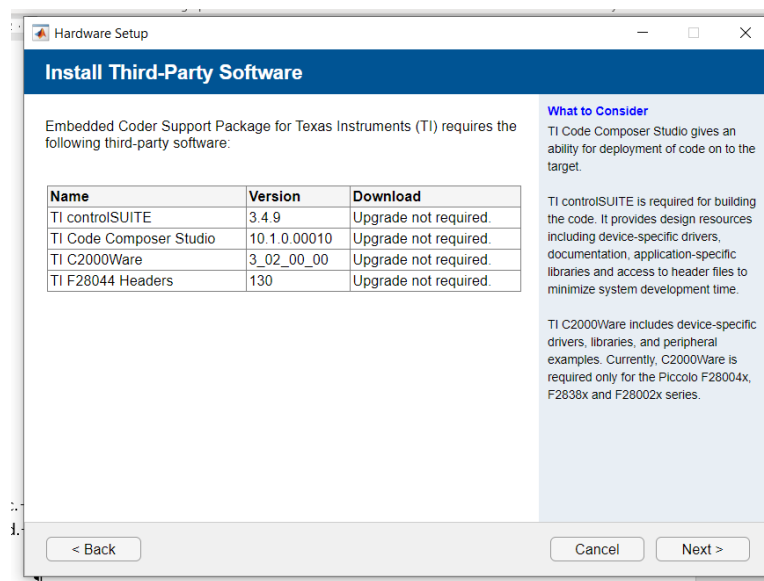 Hardware Setup
Install Third-Party Software
Embedded Coder Support Package for Texas Instruments (TI) requires the
following third-party software:
Name Version Download
TI controlSUITE 3.4.9 Upgrade not required.
TI Code Composer Studio 10.1.0.00010 Upgrade not required.
TI C2000Ware 3_02_00_00 Upgrade not required.
TI F28044 Headers 130 Upgrade not required.
What to Consider
TI Code Composer Studio gives an
ability for deployment of code on to the
target.
TI controlSUITE is required for building
the code. It provides design resources
including device-specific drivers,
documentation, application-specific
libraries and access to header files to
minimize system development time.
TI C2000Ware includes device-specific
drivers, libraries, and peripheral
examples. Currently, C2000Ware is
required only for the Piccolo F28004x,
F2838x and F28002x series.
< Back
Cancel
Next >